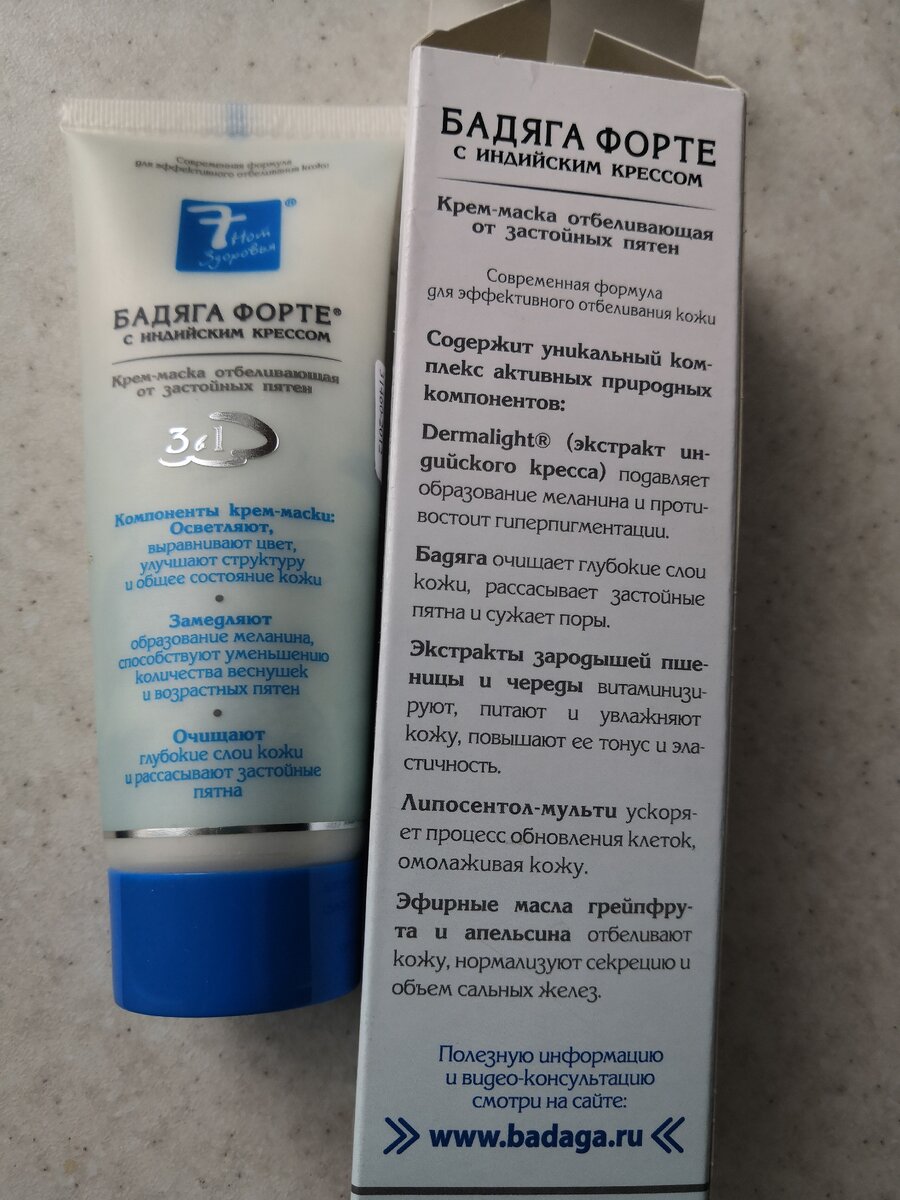 Современная формула
для эффективного отбеливания кожи
7
Нот
Здоровья
®
БАДЯГА ФОРТЕ®
С ИНДИЙСКИМ КРЕССОМ
Крем-маска отбеливающая
от застойных пятен
3 в 1
Компоненты крем-маски:
Осветляют,
выравнивают цвет,
улучшают структуру
и общее состояние кожи
•
Замедляют
образование меланина,
способствуют уменьшению
количества веснушек
и возрастных пятен
•
Очищают
глубокие слои кожи
и рассасывают застойные
пятна
БАДЯГА ФОРТЕ
С ИНДИЙСКИМ КРЕССОМ
Крем-маска отбеливающая
от застойных пятен
Современная формула
для эффективного отбеливания кожи
Содержит уникальный ком-
плекс активных природных
компонентов:
Dermalight® (экстракт ин-
дийского кресса) подавляет
образование меланина и проти-
востоит гиперпигментации.
Бадяга очищает глубокие слои
кожи, рассасывает застойные
пятна и сужает поры.
Экстракты зародышей пше-
ницы и череды витаминизи-
руют, питают и увлажняют
кожу, повышают ее тонус и эла-
стичность.
Липосентол-мульти ускоря-
ет процесс обновления клеток,
омолаживая кожу.
Эфирные масла грейпфру-
та и апельсина отбеливают
кожу, нормализуют секрецию и
объем сальных желез.
Полезную информацию
и видео-консультацию
смотри на сайте:
>> www.badaga.ru <<